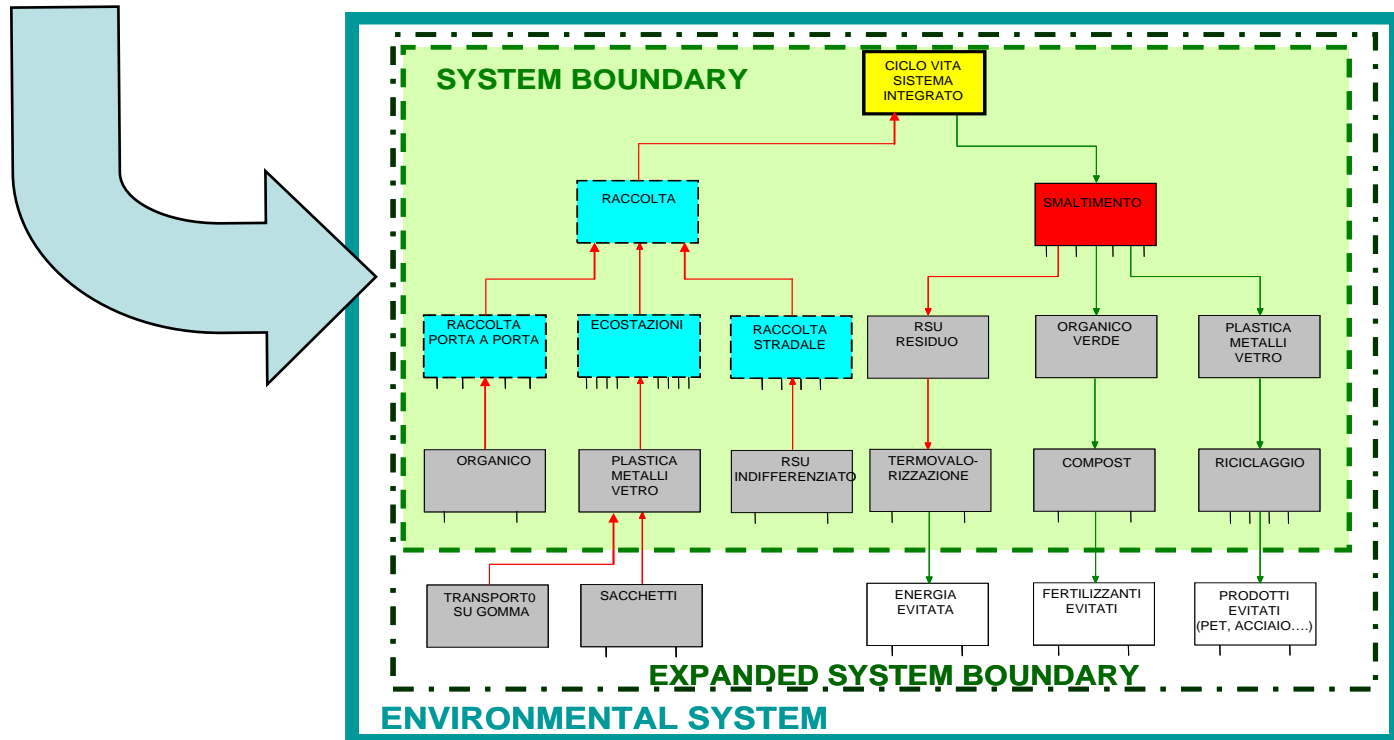 SYSTEM BOUNDARY
CICLO VITA
SISTEMA
INTEGRATO
RACCOLTA
SMALTIMENTO
RACCOLTA
PORTA A PORTA
ECOSTAZIONI
RACCOLTA
STRADALE
RSU
RESIDUO
ORGANICO
VERDE
PLASTICA
METALLI
VETRO
ORGANICO
PLASTICA
METALLI
VETRO
RSU
INDIFFERENZIATO
TERMOVALO-
RIZZAZIONE
COMPOST
RICICLAGGIO
TRANSPORT0
SU GOMMA
SACCHETTI
ENERGIA
EVITATA
FERTILIZZANTI
EVITATI
PRODOTTI
EVITATI
(PET, ACCIAIO....)
EXPANDED SYSTEM BOUNDARY
ENVIRONMENTAL SYSTEM